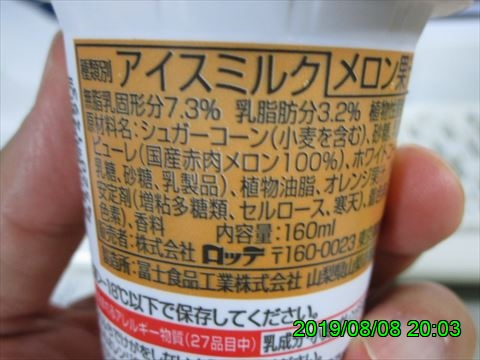 種類別 アイスミルク メロン果
無脂乳固形分7.3% 乳脂肪分3.2% 植物性
原材料名:シュガーコーン(小麦を含む)、砂糖、
ピューレ(国産赤肉メロン100%)、ホワイト
乳糖、砂糖、乳製品)、植物油脂、オレンジ果
安定剤(増粘多糖類、セルロース、寒天)、
色素)、香料 内容量:160ml
販売者:株式会社 ロッテ 〒160-0023 東京
製造所:冨士食品工業株式会社 山梨県山梨
-18℃以下で保存してください。
アレルギー物質(27品目中) 乳成分
2019/08/08 20:03